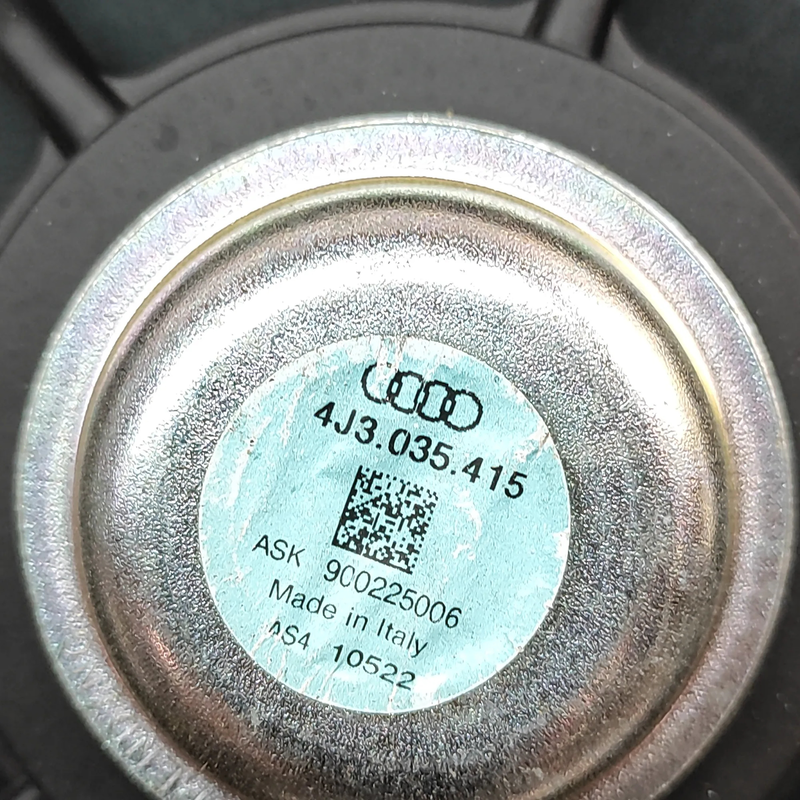 4J3.035.415
ASK 900225006
Made in Italy
AS4 10522